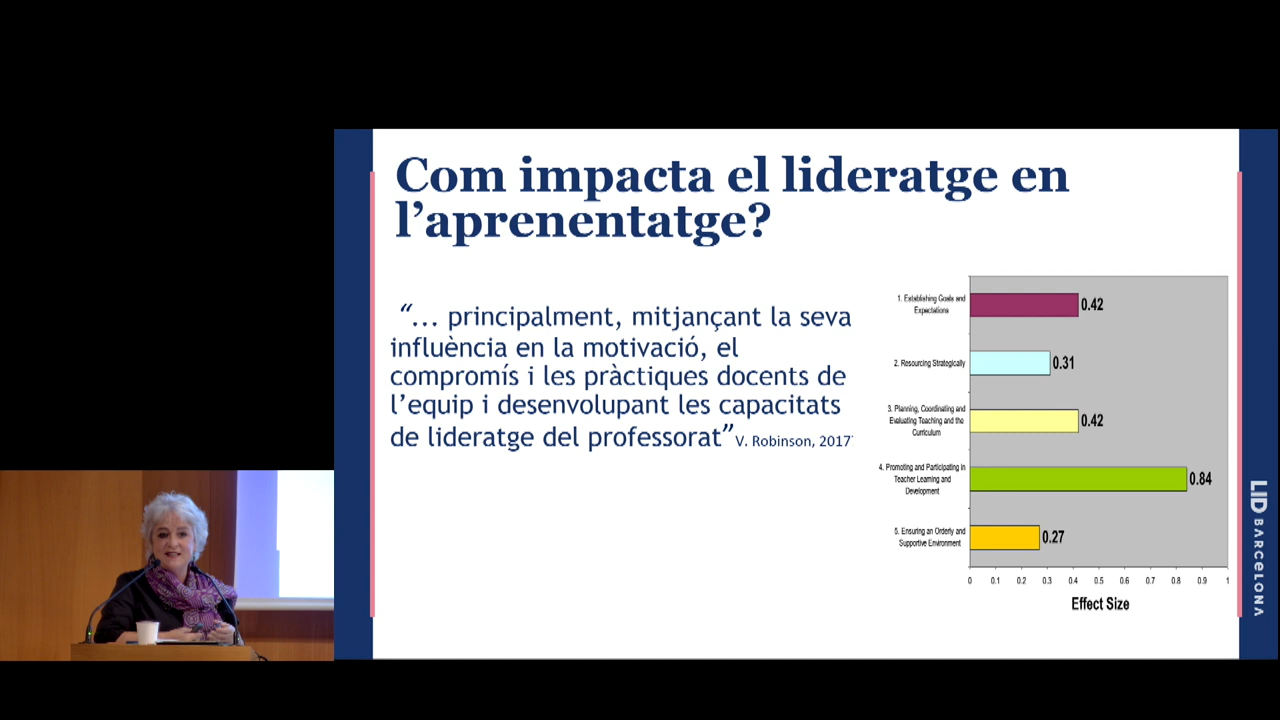 Com impacta el lideratge en
l’aprenentatge?
“... principalment, mitjançant la seva
influència en la motivació, el
compromís i les pràctiques docents de
l’equip i desenvolupant les capacitats
de lideratge del professorat” V. Robinson, 2017
1. Establishing Goals and
Expectations
0.42
2. Resourcing Strategically
0.31
3. Planning, Coordinating and
Evaluating Teaching and the
Curriculum
0.42
4. Promoting and Participating in
Teacher Learning and
Development
0.84
5. Ensuring an Orderly and
Supportive Environment
0.27
0 0.1 0.2 0.3 0.4 0.5 0.6 0.7 0.8 0.9 1
Effect Size
LID BARCELONA